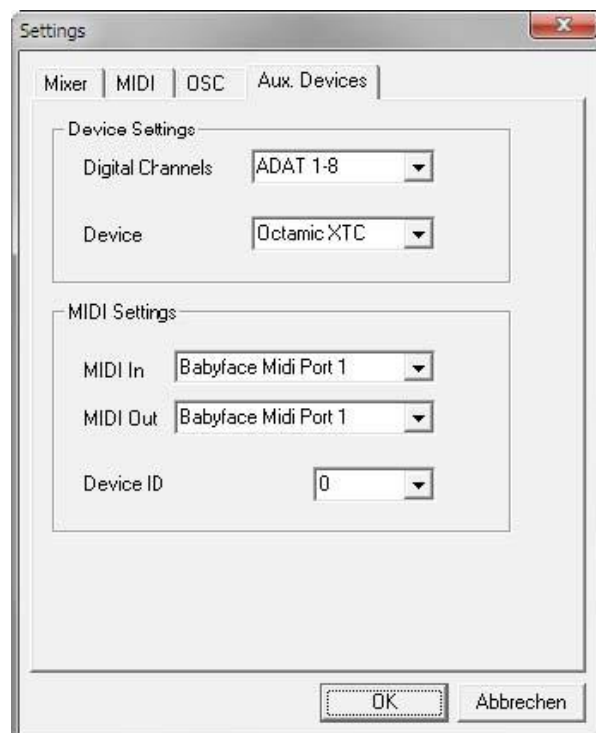 Settings
Mixer MIDI OSC Aux. Devices
Device Settings
Digital Channels ADAT 1-8
Device Octamic XTC
MIDI Settings
MIDI In Babyface Midi Port 1
MIDI Out Babyface Midi Port 1
Device ID 0
OK Abbrechen